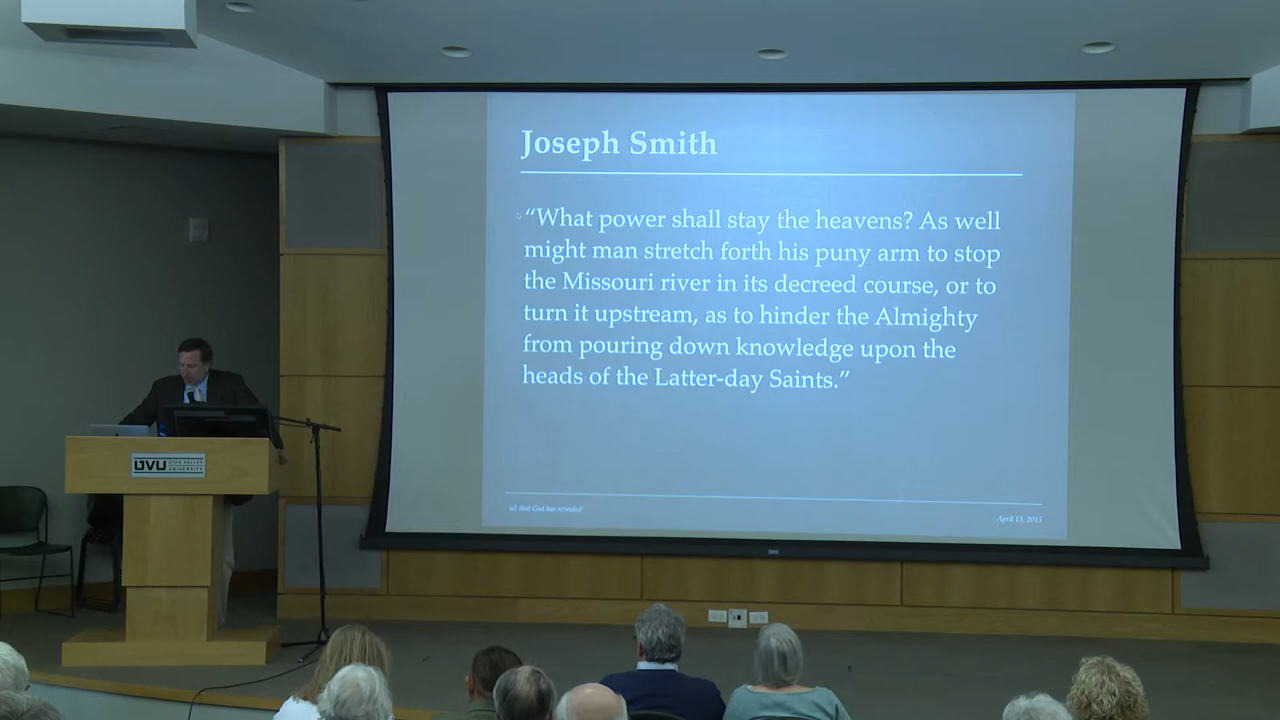 Joseph Smith
“What power shall stay the heavens? As well
might man stretch forth his puny arm to stop
the Missouri river in its decreed course, or to
turn it upstream, as to hinder the Almighty
from pouring down knowledge upon the
heads of the Latter-day Saints.”
'all that God has revealed'
April 13, 2015
UVU UTAH VALLEY
UNIVERSITY